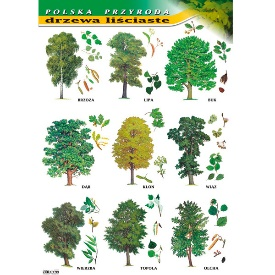 POLSKA PRZYRODA
drzewa liściaste
BRZOZA LIPA BUK
DĄB KLON WIĄZ
WIERZBA TOPOLA OLCHA